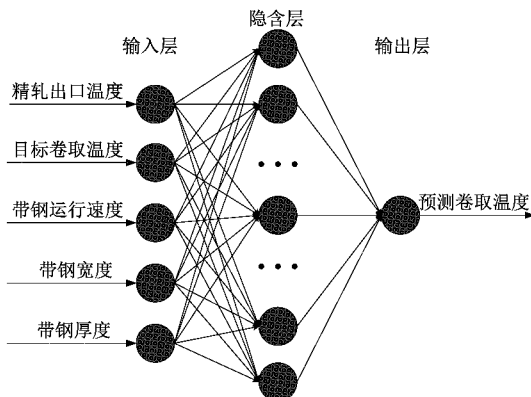 输入层
隐含层
输出层
精轧出口温度
目标卷取温度
带钢运行速度
带钢宽度
带钢厚度
预测卷取温度